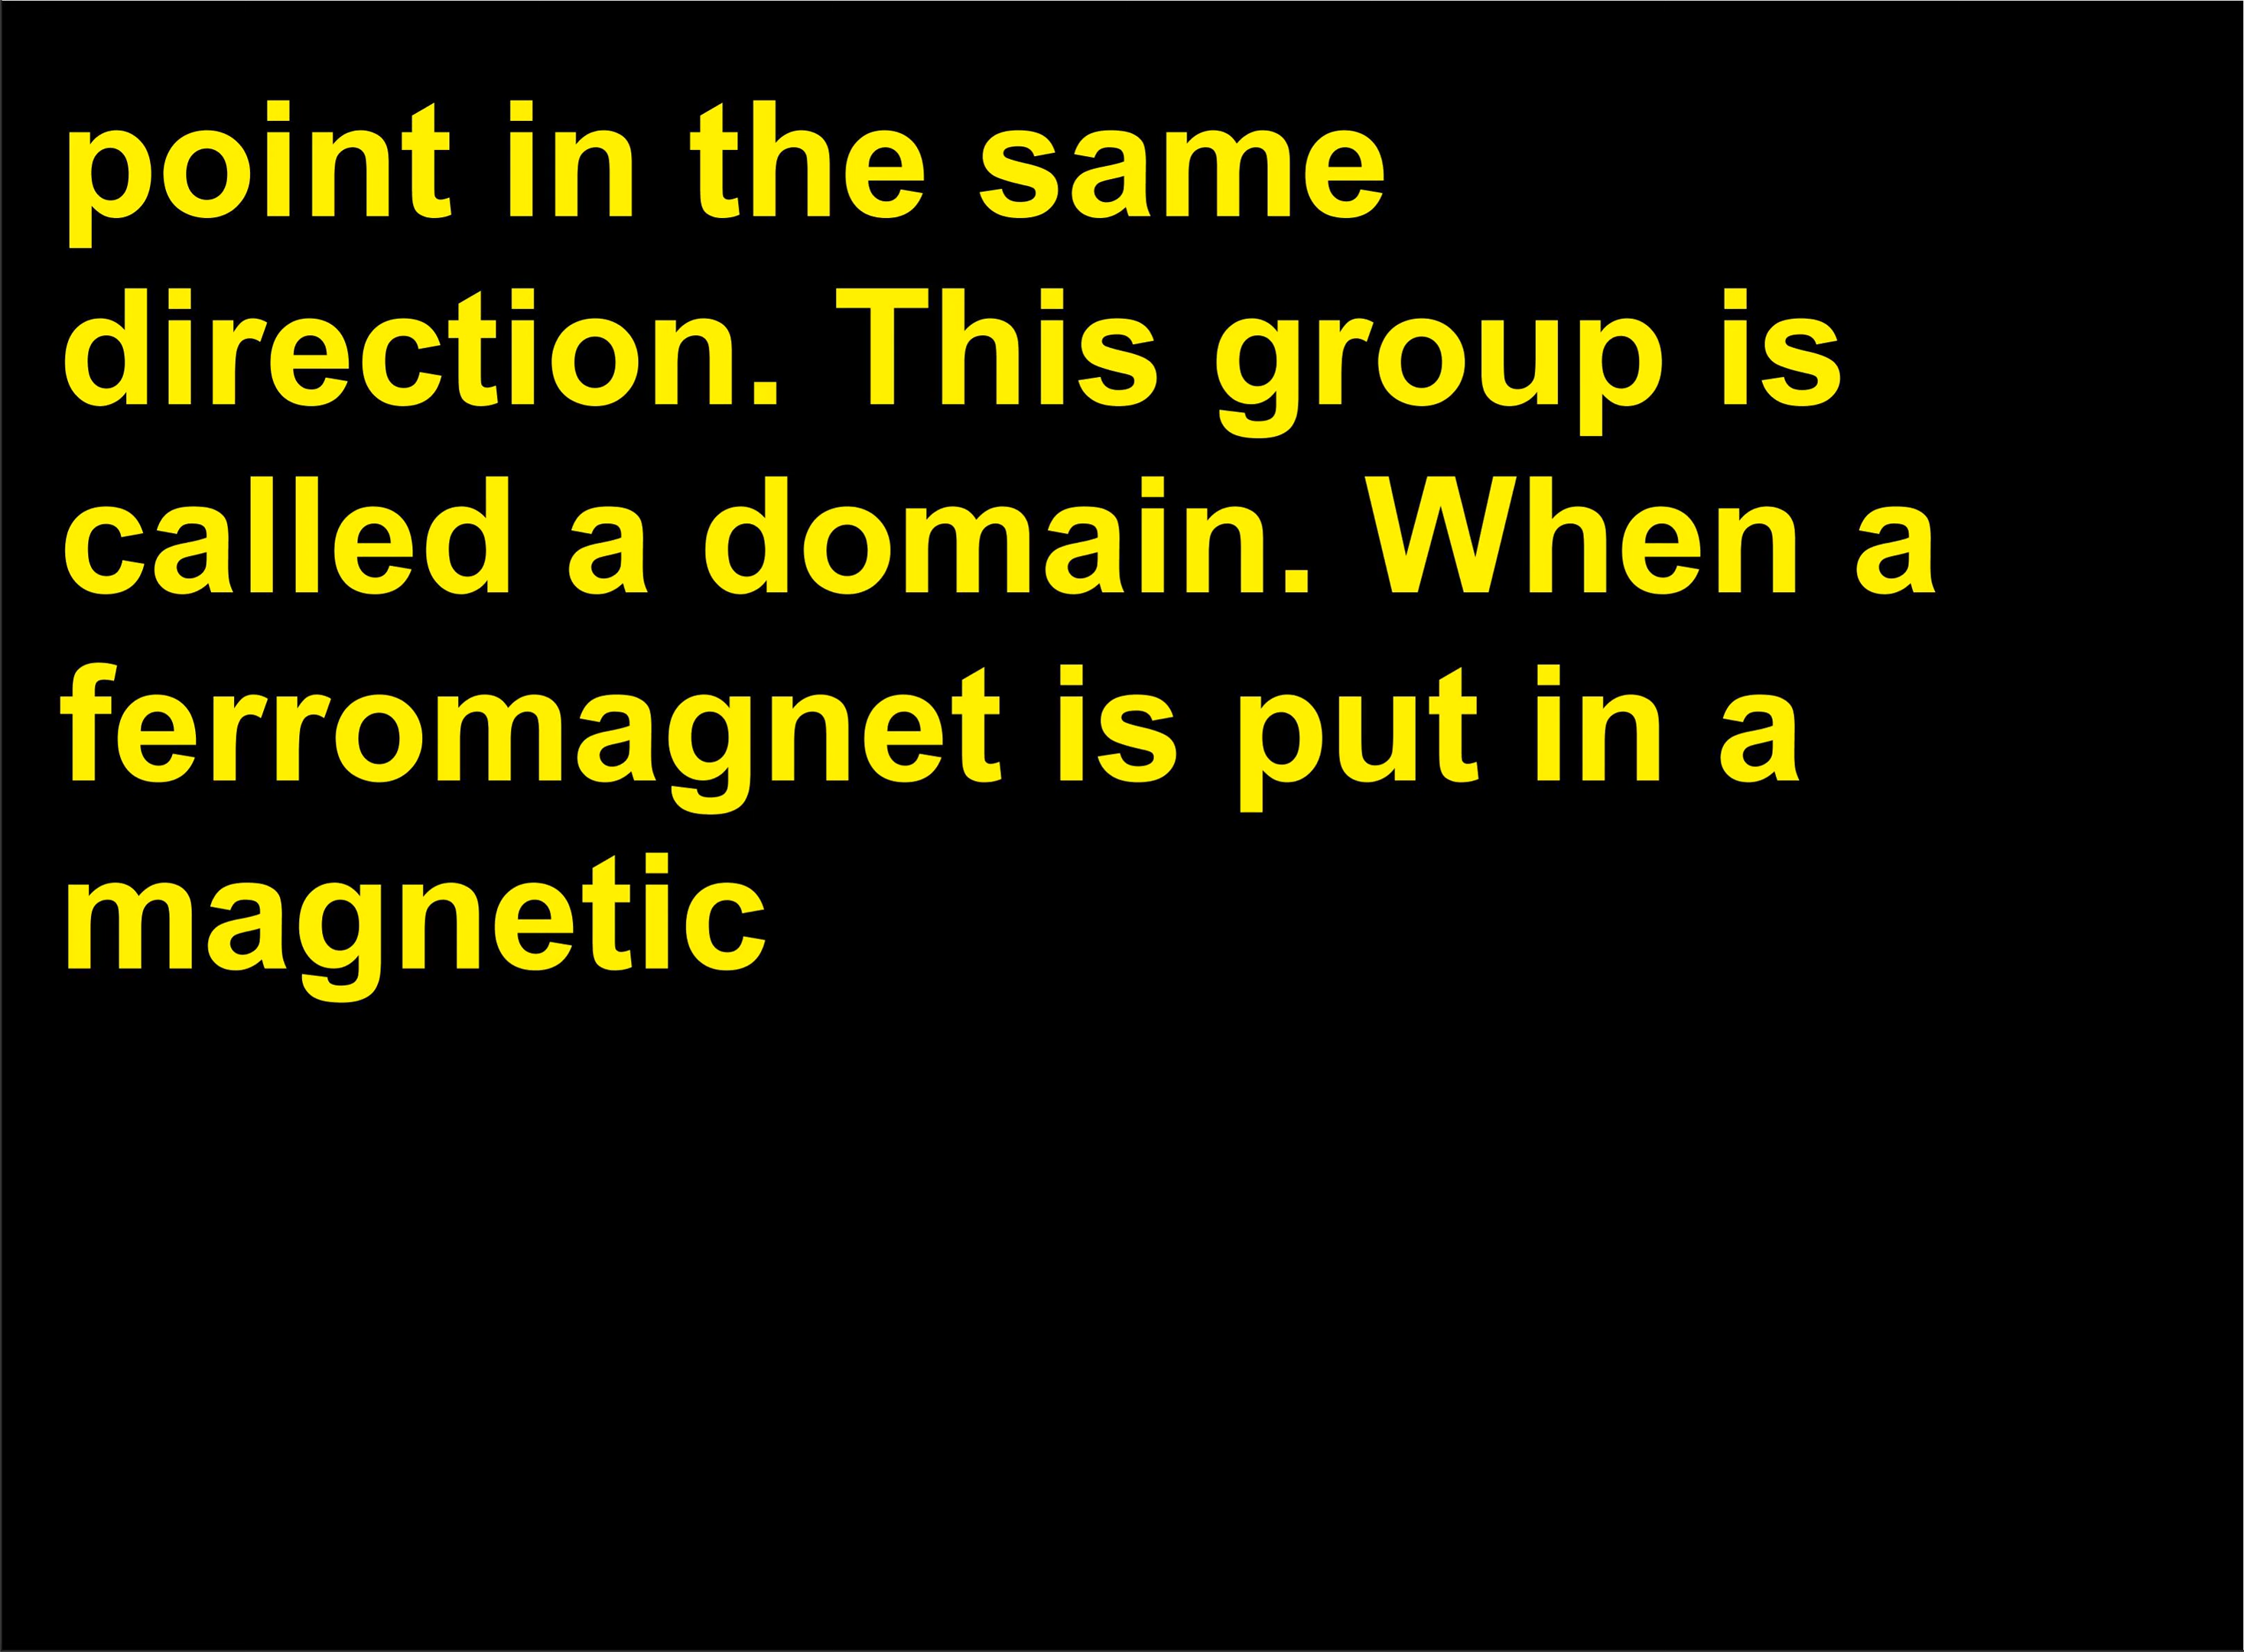 point in the same
direction. This group is
called a domain. When a
ferromagnet is put in a
magnetic